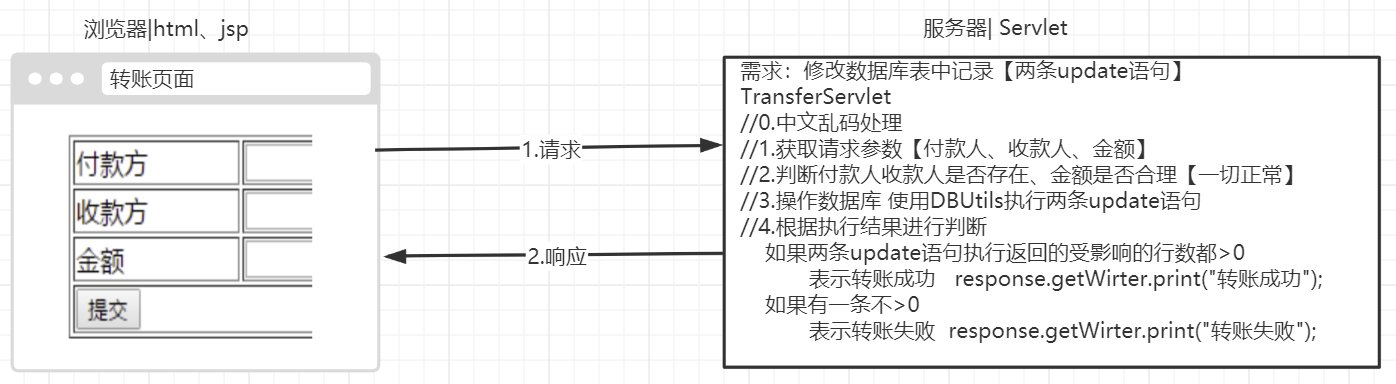 浏览器|html、jsp
转账页面
付款方
收款方
金额
提交
1.请求
2.响应
服务器| Servlet
需求：修改数据库表中记录【两条update语句】
TransferServlet
//0.中文乱码处理
//1.获取请求参数【付款人、收款人、金额】
//2.判断付款人收款人是否存在、金额是否合理【一切正常】
//3.操作数据库 使用DBUtils执行两条update语句
//4.根据执行结果进行判断
如果两条update语句执行返回的受影响的行数都>0
表示转账成功 response.getWirter.print("转账成功");
如果有一条不>0
表示转账失败 response.getWirter.print("转账失败");